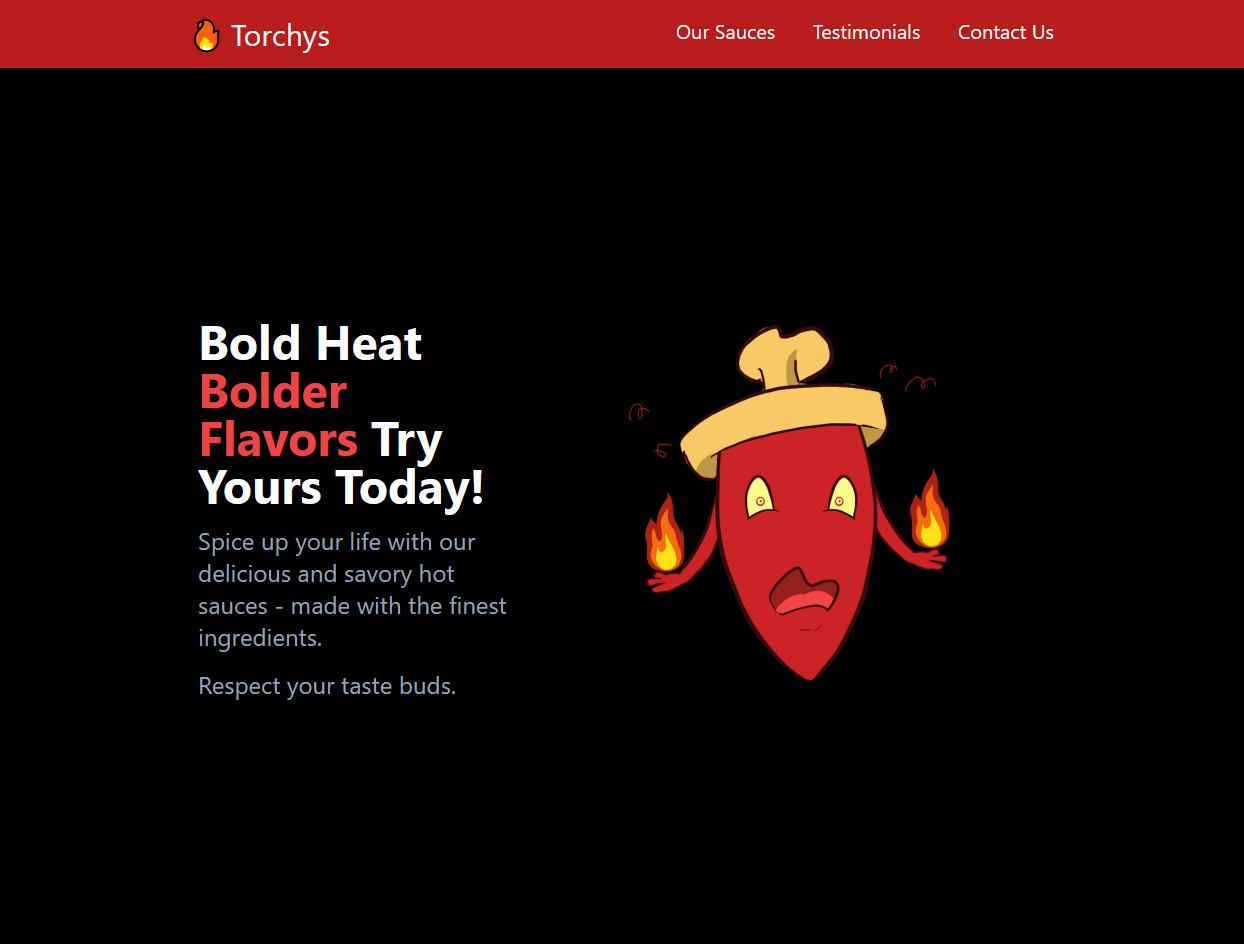 Torchys
Our Sauces
Testimonials
Contact Us
Bold Heat
Bolder
Flavors Try
Yours Today!
Spice up your life with our
delicious and savory hot
sauces - made with the finest
ingredients.
Respect your taste buds.